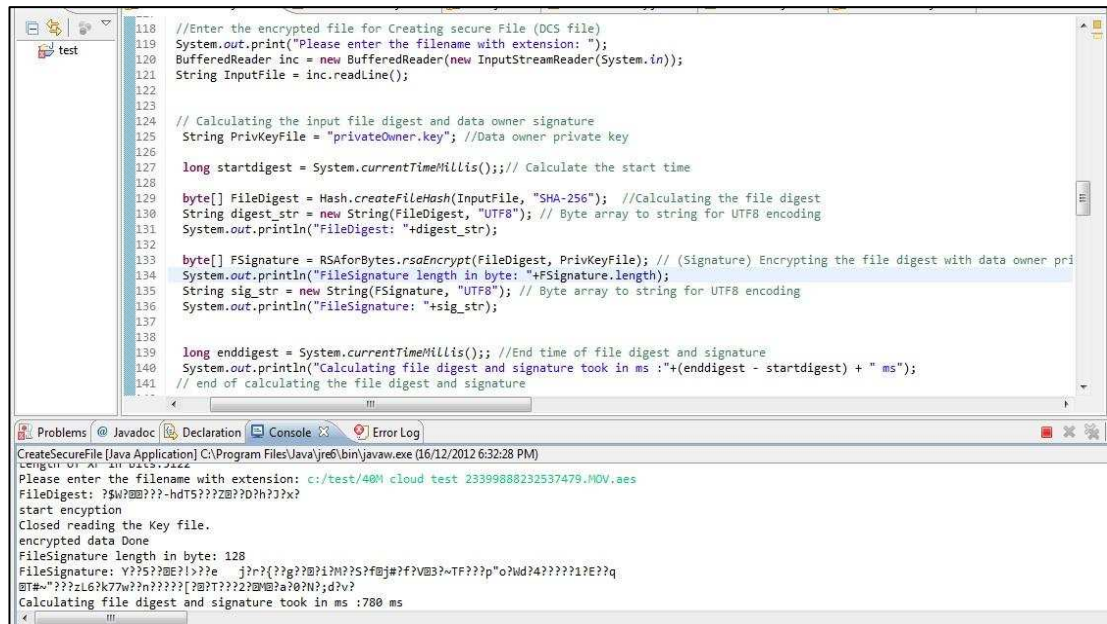 test
118 //Enter the encrypted file for Creating secure File (DCS file)
119 System.out.print("Please enter the filename with extension: ");
120 BufferedReader inc = new BufferedReader(new InputStreamReader(System.in));
121 String InputFile = inc.readLine();
122
123
124 // Calculating the input file digest and data owner signature
125 String PrivKeyFile = "privateOwner.key"; //Data owner private key
126
127 long startdigest = System.currentTimeMillis();;// Calculate the start time
128
129 byte[] FileDigest = Hash.createFileHash(InputFile, "SHA-256"); //Calculating the file digest
130 String digest_str = new String(FileDigest, "UTF8"); // Byte array to string for UTF8 encoding
131 System.out.println("FileDigest: "+digest_str);
132
133 byte[] FSignature = RSAforBytes.rsaEncrypt(FileDigest, PrivKeyFile); // (Signature) Encrypting the file digest with data owner pri
134 System.out.println("FileSignature length in byte: "+FSignature.length);
135 String sig_str = new String(FSignature, "UTF8"); // Byte array to string for UTF8 encoding
136 System.out.println("FileSignature: "+sig_str);
137
138
139 long enddigest = System.currentTimeMillis();; //End time of file digest and signature
140 System.out.println("Calculating file digest and signature took in ms :"+(enddigest - startdigest) + " ms");
141 // end of calculating the file digest and signature
Problems @ Javadoc Declaration Console Error Log
CreateSecureFile [Java Application] C:\Program Files\Java\jre6\bin\javaw.exe (16/12/2012 6:32:28 PM)
Please enter the filename with extension: c:/test/40M cloud test 23399888232537479.MOV.aes
FileDigest: ?$W?
start encyption
Closed reading the Key file.
encrypted data Done
FileSignature length in byte: 128
FileSignature:
Calculating file digest and signature took in ms :780 ms